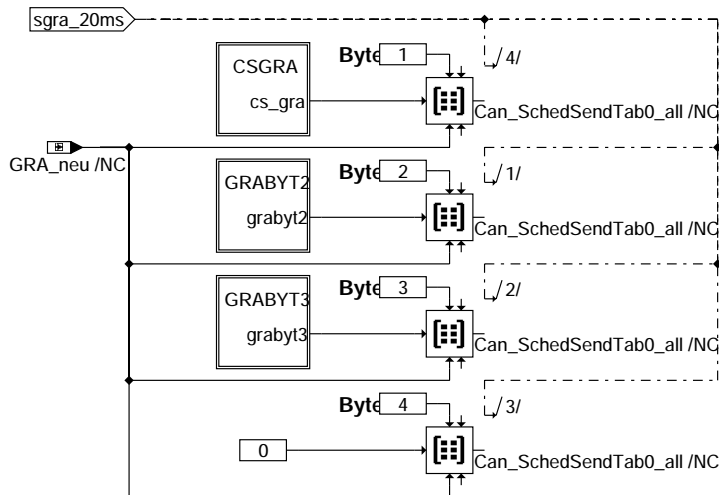 sgra_20ms
CSGRA
Byte 1
4/
cs_gra
Can_SchedSendTab0_all /NC
GRA_neu /NC
GRABYT2
Byte 2
1/
grabyt2
Can_SchedSendTab0_all /NC
GRABYT3
Byte 3
2/
grabyt3
Can_SchedSendTab0_all /NC
Byte 4
3/
0
Can_SchedSendTab0_all /NC